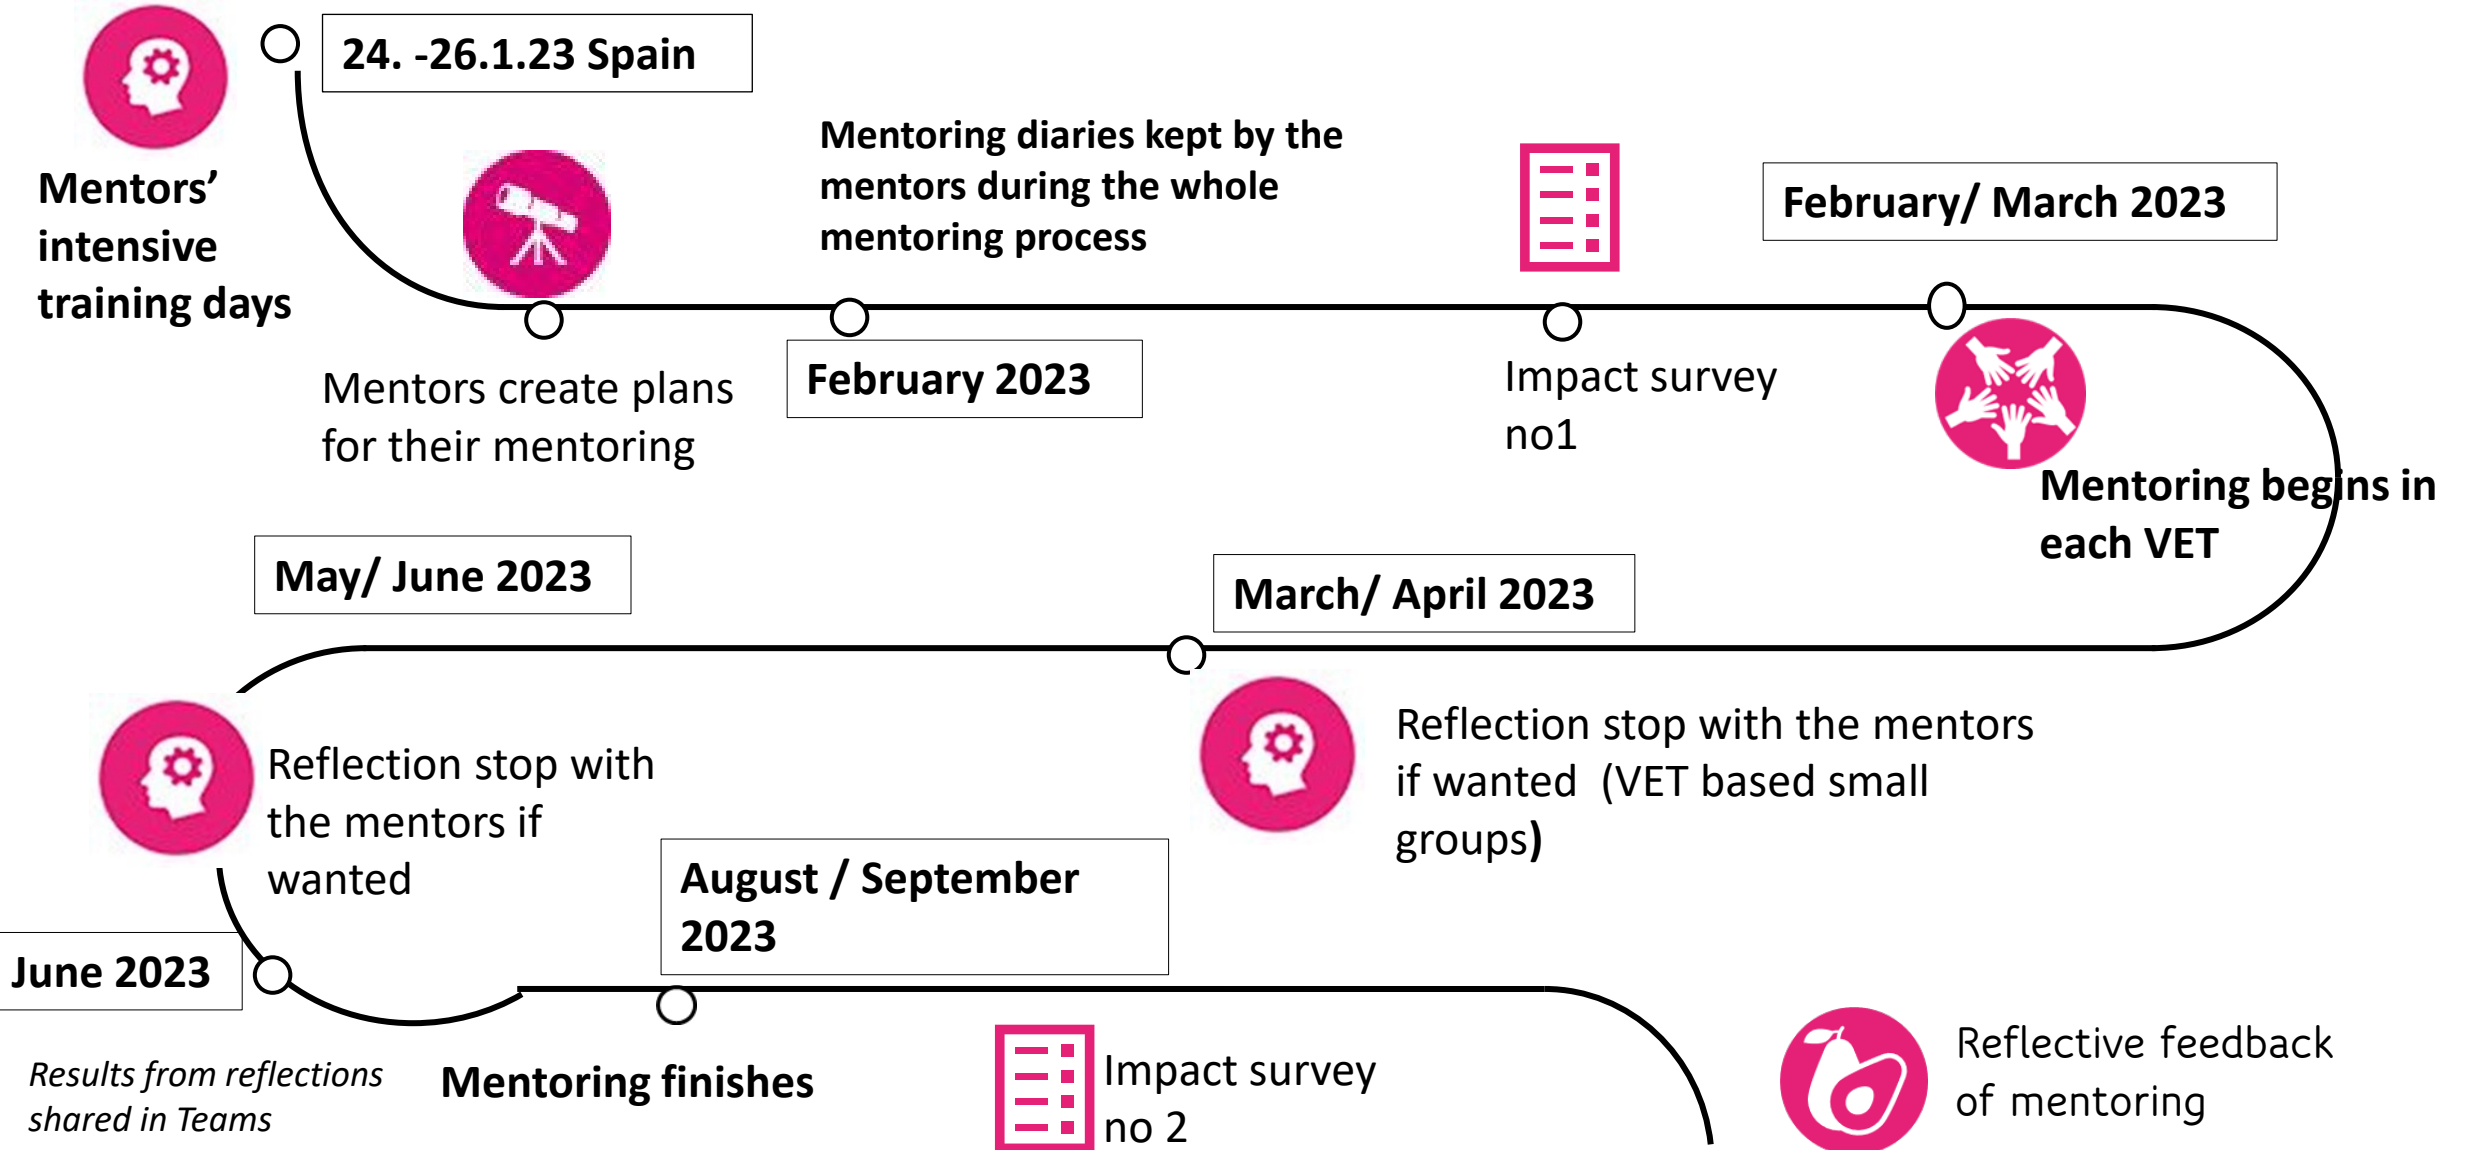 24. -26.1.23 Spain
Mentors’
intensive
training days
Mentoring diaries kept by the
mentors during the whole
mentoring process
February/ March 2023
Mentors create plans
for their mentoring
February 2023
Impact survey
no1
Mentoring begins in
each VET
May/ June 2023
March/ April 2023
Reflection stop with the mentors
if wanted  (VET based small
groups)
Reflection stop with
the mentors if
wanted
August / September
2023
June 2023
Results from reflections
shared in Teams
Mentoring finishes
Impact survey
no 2
Reflective feedback
of mentoring